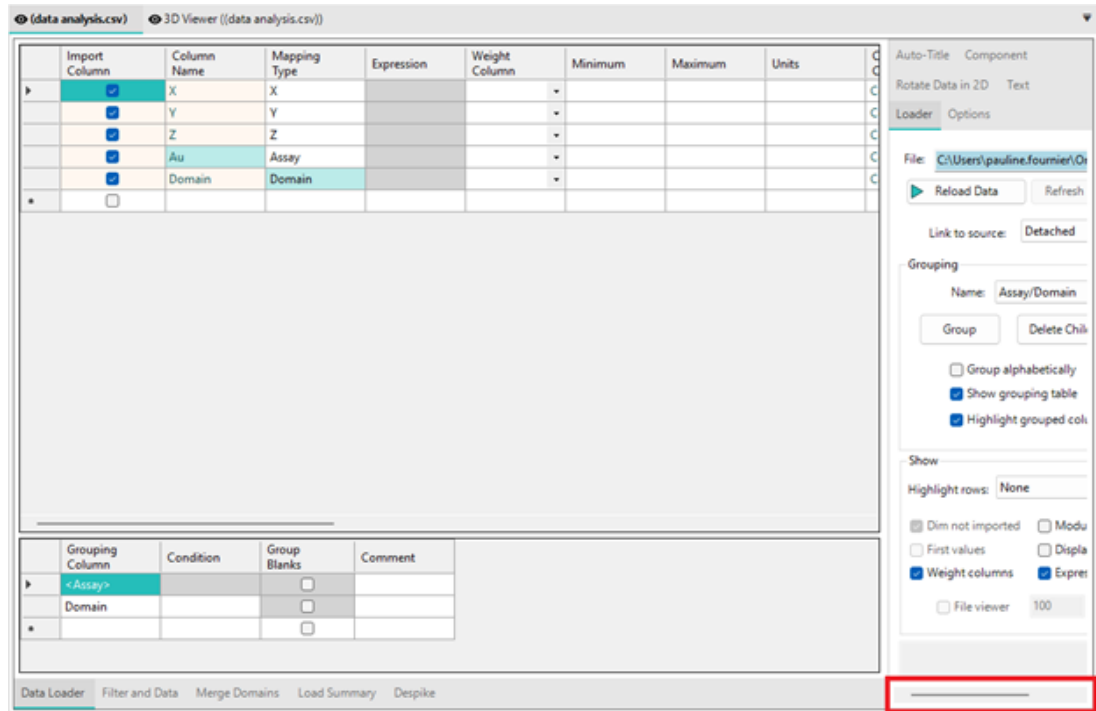 (data analysis.csv) 3D Viewer ((data analysis.csv))
Import Column Column Name Mapping Type Expression Weight Column Minimum Maximum Units
X X
Y Y
Z Z
Au Assay
Domain Domain
Auto-Title Component
Rotate Data in 2D Text
Loader Options
File: C:\Users\pauline.fournier\
Reload Data Refresh
Link to source: Detached
Grouping
Name: Assay/Domain
Group Delete
Group alphabetically
Show grouping table
Highlight grouped
Show
Highlight rows: None
Dim not imported
First values
Weight columns
File viewer 100
Grouping Column Condition Group Blanks Comment
<Assay>
Domain
Data Loader Filter and Data Merge Domains Load Summary Despike